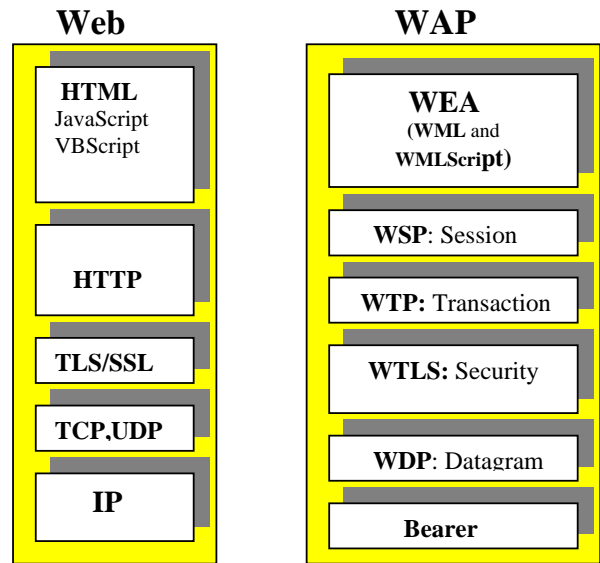 Web
HTML
JavaScript
VBScript
HTTP
TLS/SSL
TCP,UDP
IP
WAP
WEA
(WML and
WMLScript)
WSP: Session
WTP: Transaction
WTLS: Security
WDP: Datagram
Bearer